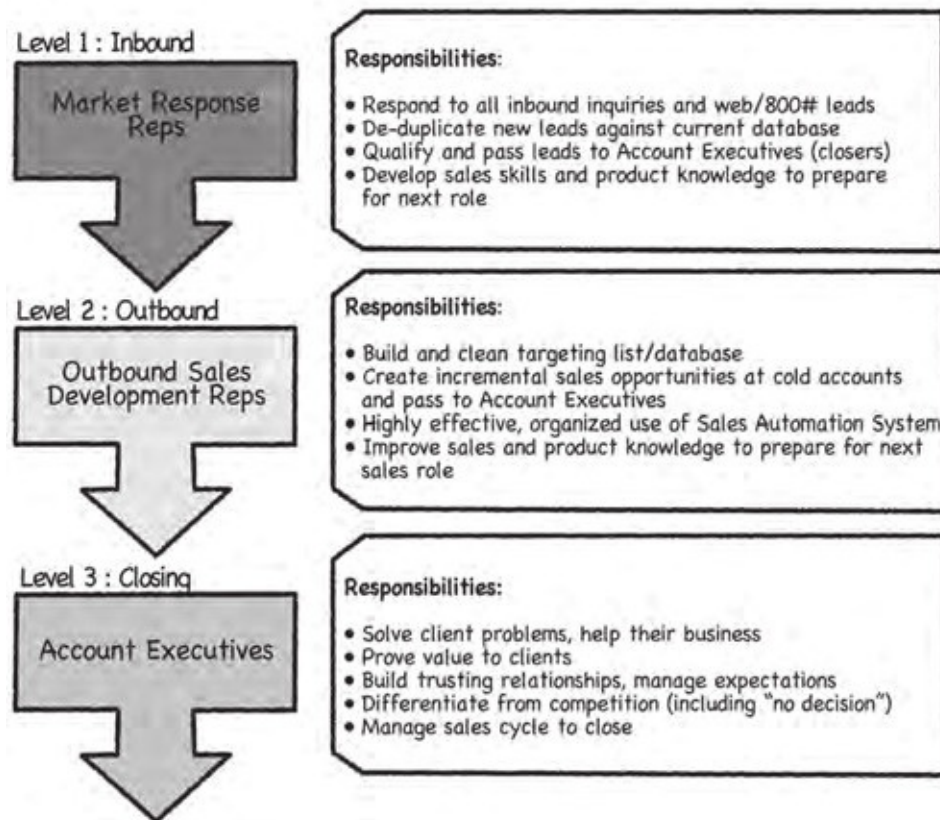 Level 1 : Inbound
Market Response
Reps
Responsibilities:
• Respond to all inbound inquiries and web/800# leads
• De-duplicate new leads against current database
• Qualify and pass leads to Account Executives (closers)
• Develop sales skills and product knowledge to prepare
for next role
Level 2 : Outbound
Outbound Sales
Development Reps
Responsibilities:
• Build and clean targeting list/database
• Create incremental sales opportunities at cold accounts
and pass to Account Executives
• Highly effective, organized use of Sales Automation System
• Improve sales and product knowledge to prepare for next
sales role
Level 3 : Closing
Account Executives
Responsibilities:
• Solve client problems, help their business
• Prove value to clients
• Build trusting relationships, manage expectations
• Differentiate from competition (including "no decision")
• Manage sales cycle to close